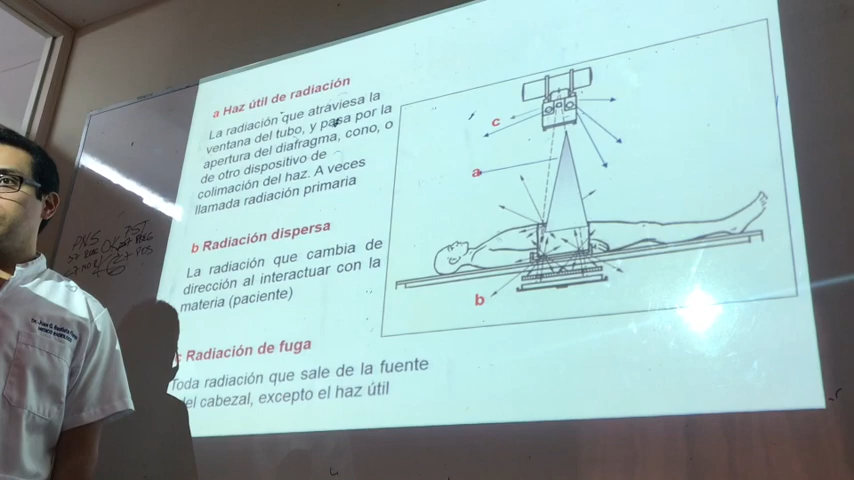 a Haz útil de radiación
La radiación que atraviesa la
ventana del tubo, y pasa por la
apertura del diafragma, cono, o
de otro dispositivo de
colimación del haz. A veces
llamada radiación primaria
b Radiación dispersa
La radiación que cambia de
dirección al interactuar con la
materia (paciente)
c Radiación de fuga
Toda radiación que sale de la fuente
del cabezal, excepto el haz útil
c
a
b
PNS
PST